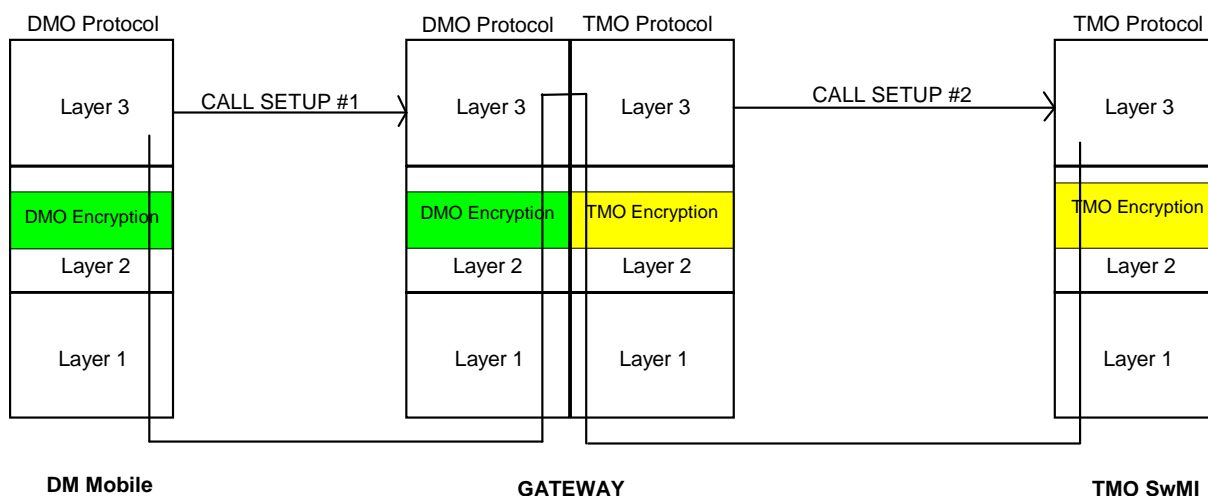 DMO Protocol
DMO Protocol
TMO Protocol
TMO Protocol
Layer 3
CALL SETUP #1
Layer 3
Layer 3
CALL SETUP #2
Layer 3
DMO Encryption
DMO Encryption
TMO Encryption
TMO Encryption
Layer 2
Layer 2
Layer 2
Layer 2
Layer 1
Layer 1
Layer 1
Layer 1
DM Mobile
GATEWAY
TMO SwMI